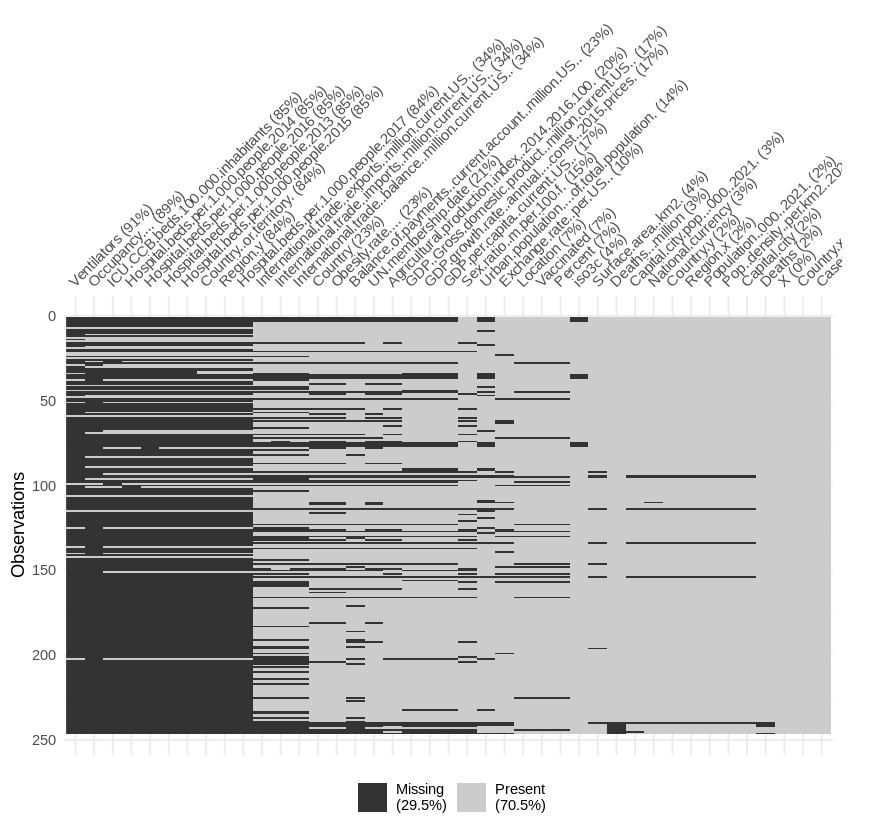 Ventilators (91%)
Occupancy.... (89%)
ICU.CCB.beds.100.000.inhabitants (85%)
Hospital.beds.per.1.000.people.2014 (85%)
Hospital.beds.per.1.000.people.2016 (85%)
Hospital.beds.per.1.000.people.2013 (85%)
Hospital.beds.per.1.000.people.2015 (85%)
Country.or.territory. (84%)
Region.y (84%)
Hospital.beds.per.1.000.people.2017 (84%)
International.trade..exports..million.current.US.. (34%)
International.trade..imports..million.current.US.. (34%)
International.trade..balance..million.current.US.. (34%)
Country (23%)
Obesity.rate.... (23%)
Balance.of.payments..current.account..million.US.. (23%)
UN.membership.date (21%)
Agricultural.production.index..2014.2016.100. (20%)
GDP..Gross.domestic.product..million.current.US.. (17%)
GDP.growth.rate..annual....const..2015.prices. (17%)
GDP.per.capita..current.US.. (17%)
Sex.ratio..m.per.100.f. (15%)
Urban.population....of.total.population. (14%)
Exchange.rate..per.US.. (10%)
Location (7%)
Vaccinated (7%)
Percent (7%)
iso3c (4%)
Surface.area..km2. (4%)
Deaths...million (3%)
Capital.city.pop...000..2021. (3%)
National.currency (3%)
Country.y (2%)
Region.x (2%)
Population..000..2021. (2%)
Pop..density..per.km2..20
Capital.city (2%)
Deaths (2%)
X (0%)
Country.x
Case
0
50
100
150
200
250
Observations
Missing
(29.5%)
Present
(70.5%)